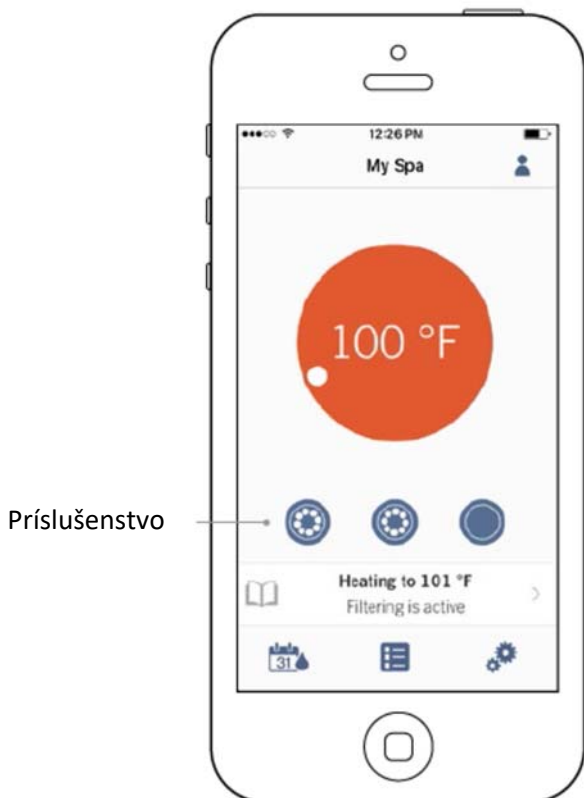 12:26 PM
My Spa
100 °F
Príslušenstvo
Heating to 101 °F
Filtering is active
31